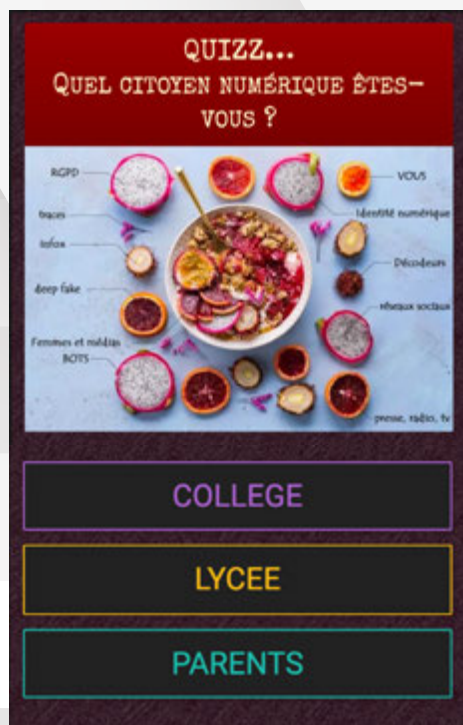 QUIZZ...
QUEL CITOYEN NUMÉRIQUE ÊTES-
VOUS ?
RGPD
traces
infox
deep fake
Femmes et médias
BOTS
VOUS
Identité numérique
Décodeurs
réseaux sociaux
presse, radio, tv
COLLEGE
LYCEE
PARENTS